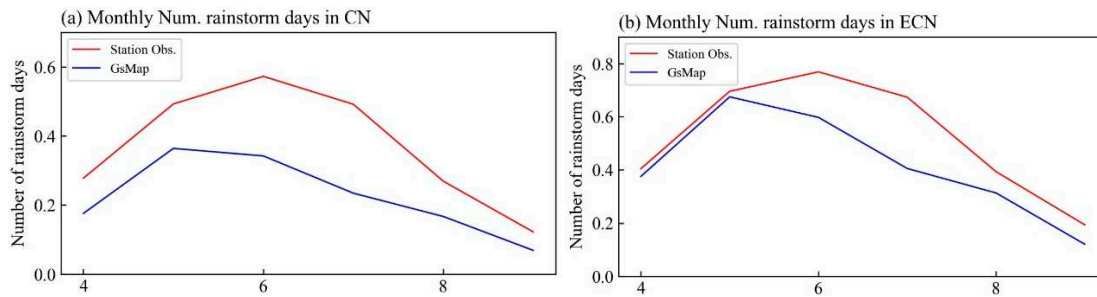 (a) Monthly Num. rainstorm days in CN
Station Obs.
GsMap
Number of rainstorm days
0.6
0.4
0.2
0.0
4
6
8
(b) Monthly Num. rainstorm days in ECN
Station Obs.
GsMap
Number of rainstorm days
0.8
0.6
0.4
0.2
0.0
4
6
8